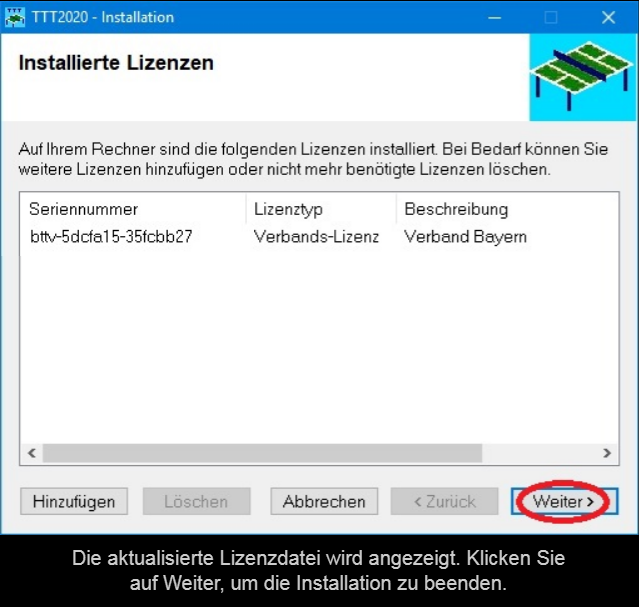 TTT2020 - Installation
Installierte Lizenzen
Auf Ihrem Rechner sind die folgenden Lizenzen installiert. Bei Bedarf können Sie
weitere Lizenzen hinzufügen oder nicht mehr benötigte Lizenzen löschen.
Seriennummer Lizenztyp Beschreibung
bttv-5dcfa15-35fcbb27 Verbands-Lizenz Verband Bayern
Hinzufügen Löschen Abbrechen < Zurück Weiter >
Die aktualisierte Lizenzdatei wird angezeigt. Klicken Sie
auf Weiter, um die Installation zu beenden.